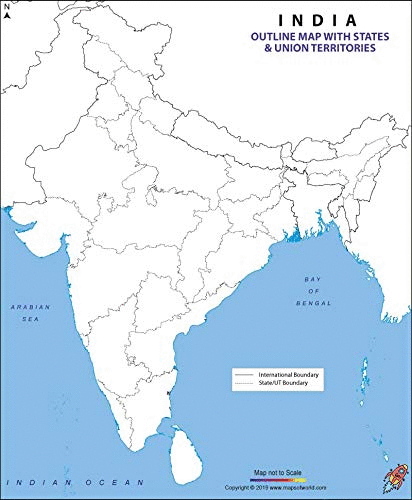 N
INDIA
OUTLINE MAP WITH STATES
& UNION TERRITORIES
ARABIAN
SEA
BAY
OF
BENGAL
International Boundary
State/UT Boundary
INDIAN OCEAN
Map not to Scale
Copyright © 2019 www.mapsofworld.com